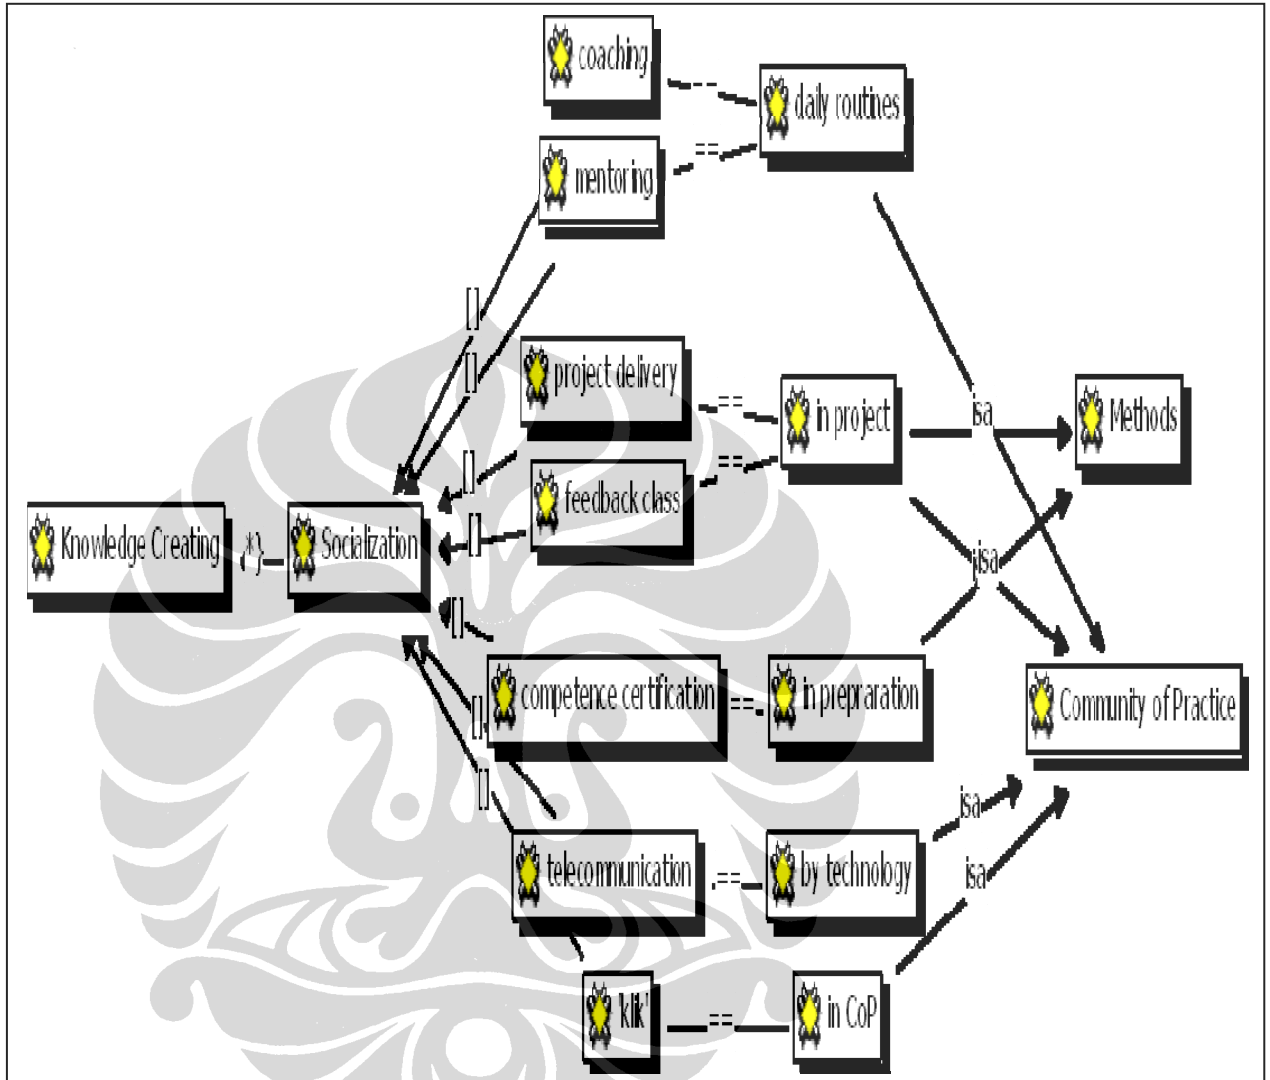 coaching
--
daily routines
==
mentoring
[]
[]
project delivery
==
in project
isa
Methods
[]
==
feedback class
[]
Knowledge Creating
*}
Socialization
isa
[]
competence certification
==
in prepraration
Community of Practice
[]
[]
isa
telecommunication
==
by technology
isa
'klik'
==
in CoP